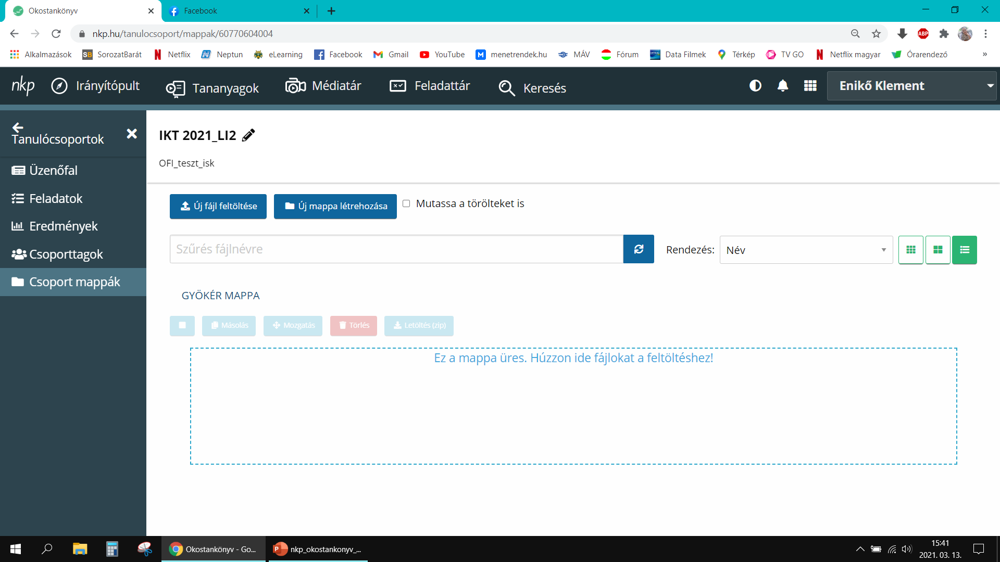 Okostankönyv
Facebook
nkp.hu/tanulocsoport/mappak/60770604004
ABP
Alkalmazások SorozatBarát Netflix Neptun eLearning Facebook Gmail YouTube menetrendek.hu MÁV Fórum Data Filmek Térkép TV GO Netflix magyar Órarendező »
nkp Irányítópult Tananyagok Médiatár Feladattár Keresés Enikő Klement
Tanulócsoportok
Üzenőfal
Feladatok
Eredmények
Csoporttagok
Csoport mappák
IKT 2021_LI2
OFI_teszt_isk
Új fájl feltöltése Új mappa létrehozása Mutassa a törölteket is
Szűrés fájlnévre Rendezés: Név
GYÖKÉR MAPPA
Másolás Mozgatás Törlés Letöltés (zip)
Ez a mappa üres. Húzzon ide fájlokat a feltöltéshez!
Okostankönyv - Go... nkp_okostankonyv_...
15:41
2021. 03. 13.